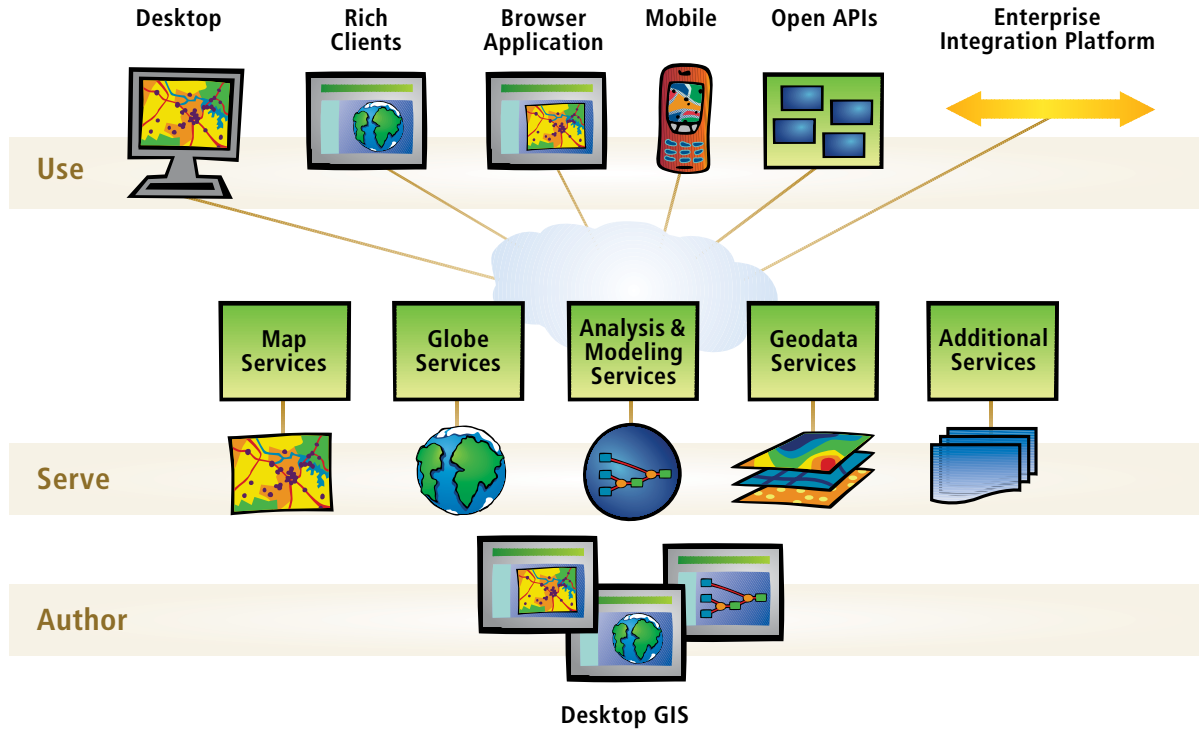 Desktop
Rich
Clients
Browser
Application
Mobile
Open APIs
Enterprise
Integration Platform
Use
Map
Services
Globe
Services
Analysis &
Modeling
Services
Geodata
Services
Additional
Services
Serve
Author
Desktop GIS